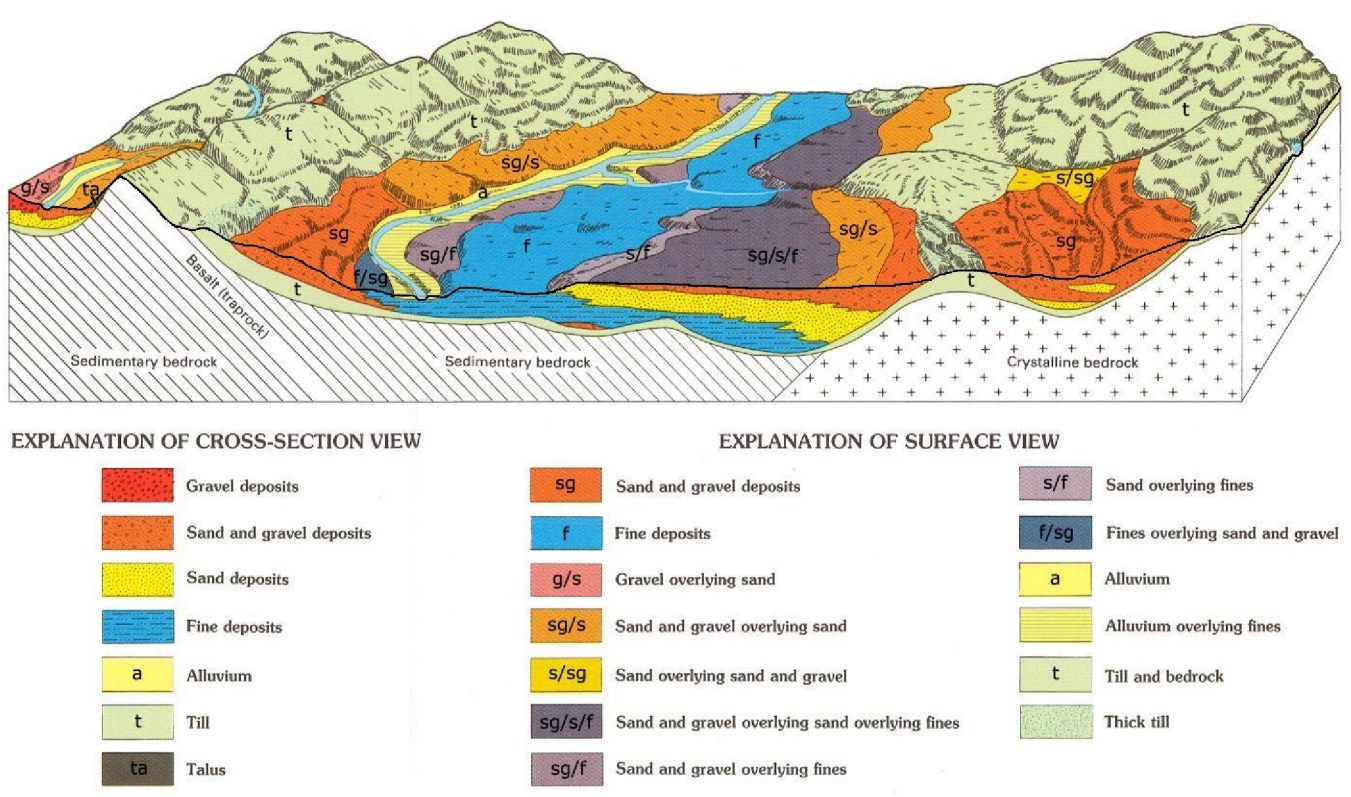 t
t
t
t
g/s
ta
sg/s
f
a
s/sg
sg
sg/f
f
s/f
sg/s/f
sg/s
sg
f/sg
t
t
Basalt (traprock)
Sedimentary bedrock
Sedimentary bedrock
Crystalline bedrock
EXPLANATION OF CROSS-SECTION VIEW
Gravel deposits
Sand and gravel deposits
Sand deposits
Fine deposits
a Alluvium
t Till
ta Talus
EXPLANATION OF SURFACE VIEW
sg Sand and gravel deposits
f Fine deposits
g/s Gravel overlying sand
sg/s Sand and gravel overlying sand
s/sg Sand overlying sand and gravel
sg/s/f Sand and gravel overlying sand overlying fines
sg/f Sand and gravel overlying fines
s/f Sand overlying fines
f/sg Fines overlying sand and gravel
a Alluvium
Alluvium overlying fines
t Till and bedrock
Thick till